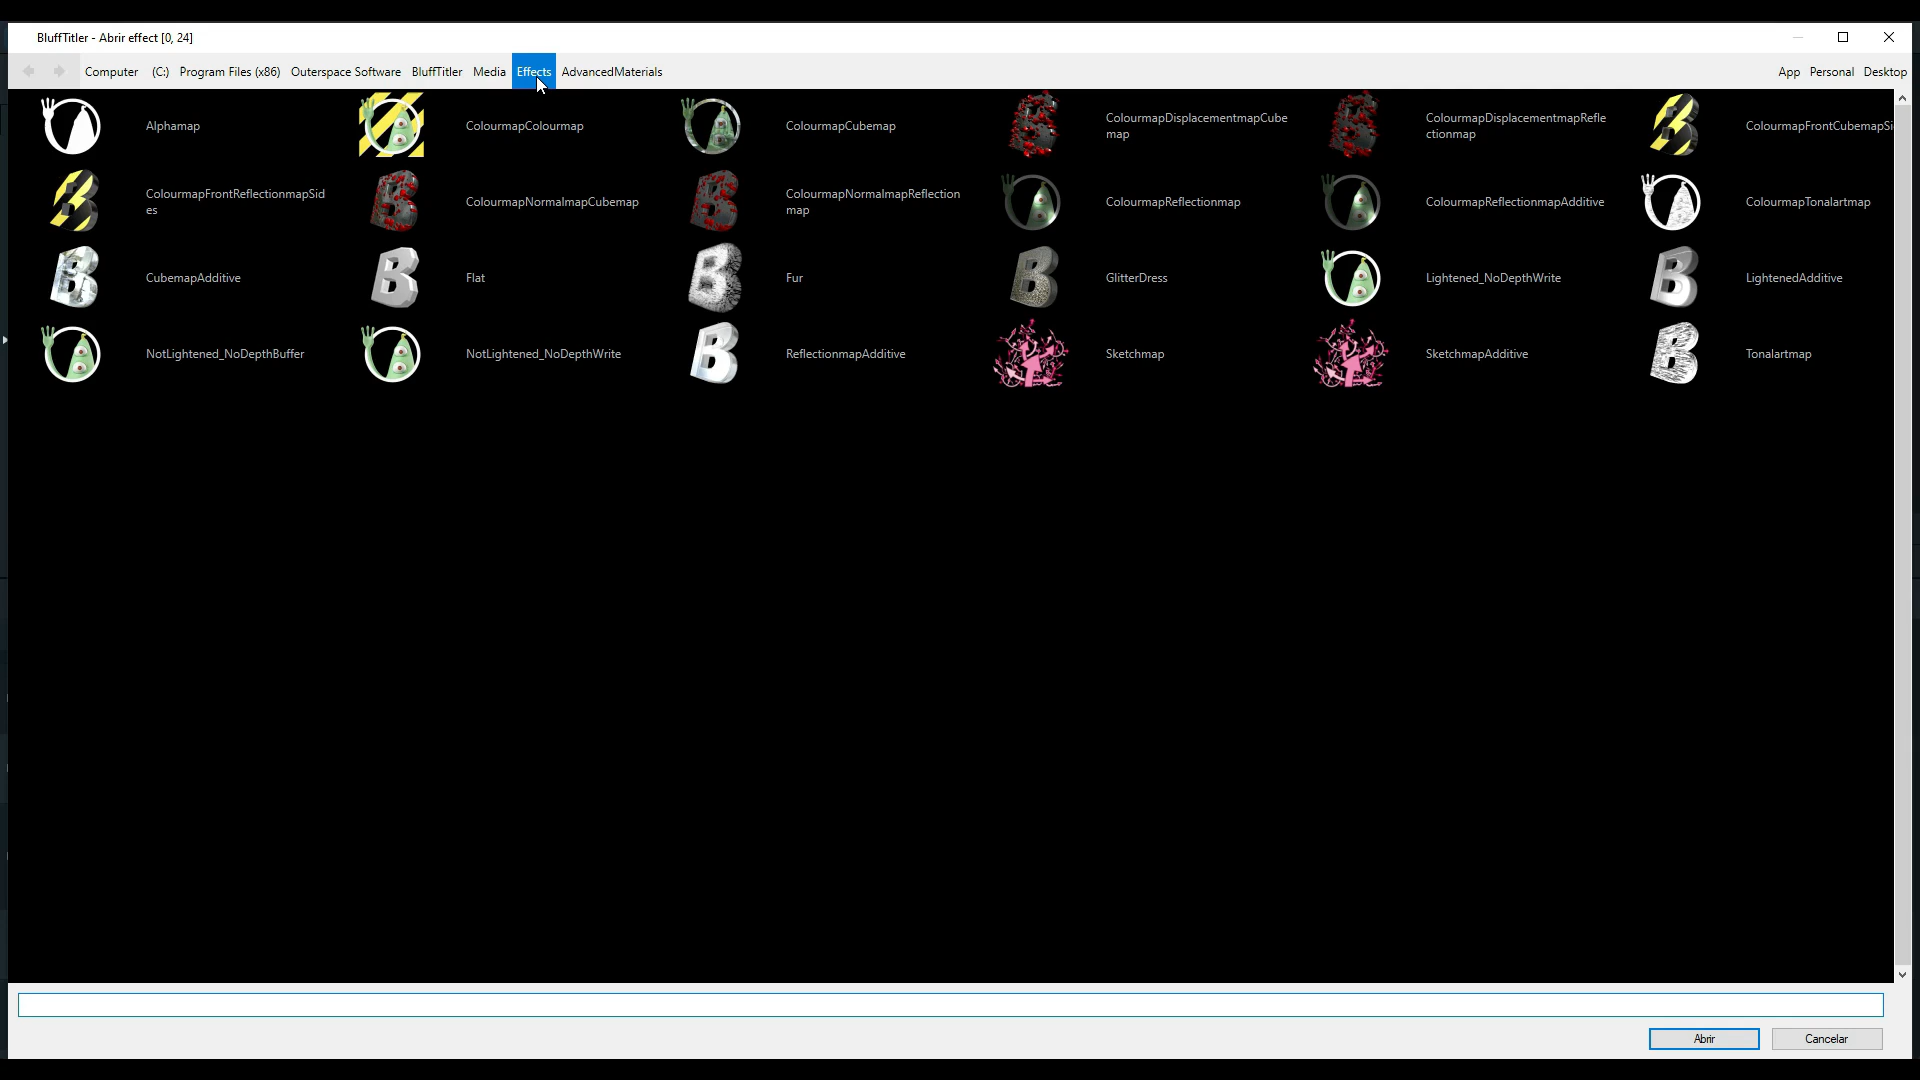 BluffTitler - Abrir effect [0, 24]
Computer (C:) Program Files (x86) Outerspace Software BluffTitler Media Effects AdvancedMaterials App Personal Desktop
Alphamap
ColourmapColourmap
ColourmapCubemap
ColourmapDisplacementmapCube
map
ColourmapDisplacementmapRefle
ctionmap
ColourmapFrontCubemapSi
ColourmapFrontReflectionmapSid
es
ColourmapNormalmapCubemap
ColourmapNormalmapReflection
map
ColourmapReflectionmap
ColourmapReflectionmapAdditive
ColourmapTonalartmap
CubemapAdditive
Flat
Fur
GlitterDress
Lightened_NoDepthWrite
LightenedAdditive
NotLightened_NoDepthBuffer
NotLightened_NoDepthWrite
ReflectionmapAdditive
Sketchmap
SketchmapAdditive
Tonalartmap
Abrir Cancelar